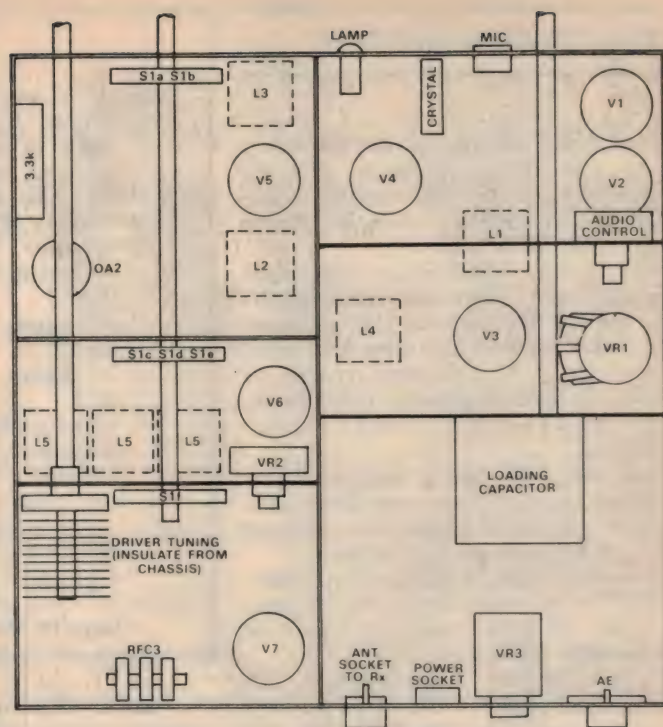 LAMP
MIC
S1a S1b
L3
CRYSTAL
V1
3.3k
V5
V4
V2
AUDIO
CONTROL
L1
OA2
L2
L4
V3
VR1
S1c S1d S1e
V6
L5
L5
L5
VR2
LOADING
CAPACITOR
S1f
DRIVER TUNING
(INSULATE FROM
CHASSIS)
RFC3
V7
VR3
ANT
SOCKET
TO Rx
POWER
SOCKET
AE